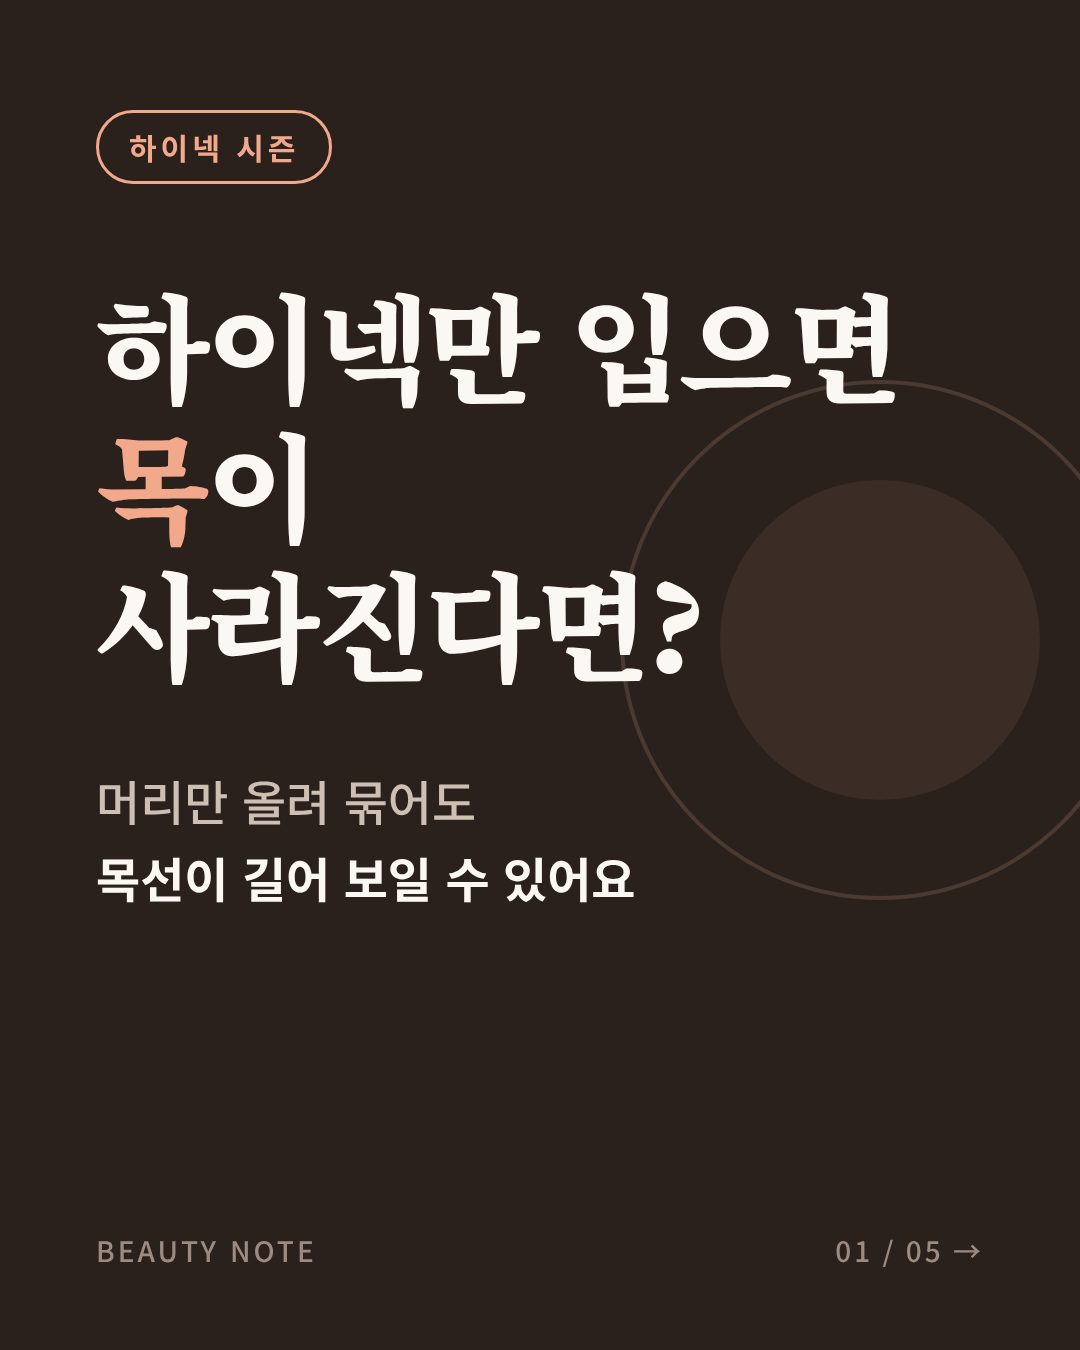 하이넥 시즌
하이넥만 입으면
목이
사라진다면?
머리만 올려 묶어도
목선이 길어 보일 수 있어요
BEAUTY NOTE
01 / 05 →